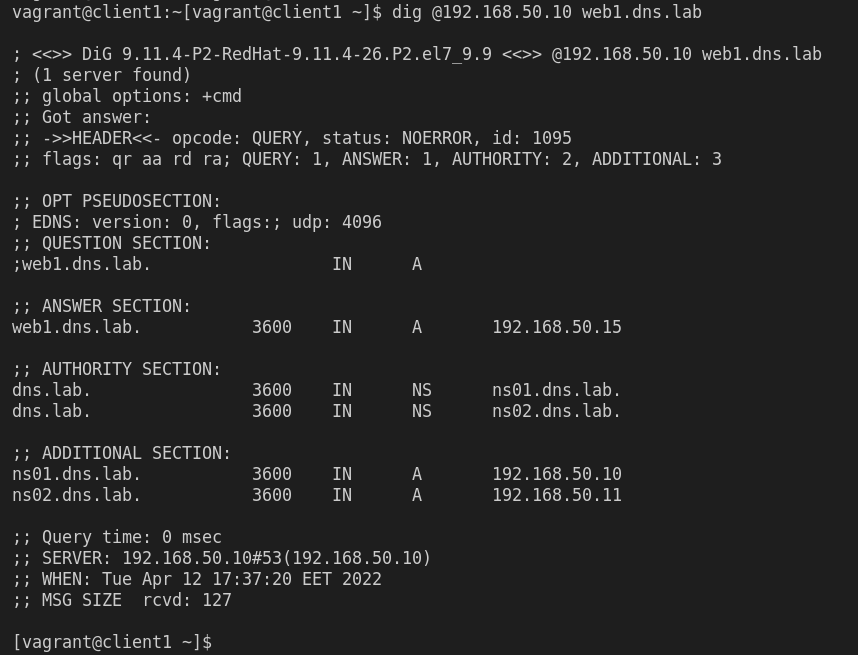 vagrant@client1:~[vagrant@client1 ~]$ dig @192.168.50.10 web1.dns.lab
; <<>> DiG 9.11.4-P2-RedHat-9.11.4-26.P2.el7_9.9 <<>> @192.168.50.10 web1.dns.lab
; (1 server found)
;; global options: +cmd
;; Got answer:
;; ->>HEADER<<- opcode: QUERY, status: NOERROR, id: 1095
;; flags: qr aa rd ra; QUERY: 1, ANSWER: 1, AUTHORITY: 2, ADDITIONAL: 3
;; OPT PSEUDOSECTION:
; EDNS: version: 0, flags:; udp: 4096
;; QUESTION SECTION:
;web1.dns.lab. IN A
;; ANSWER SECTION:
web1.dns.lab. 3600 IN A 192.168.50.15
;; AUTHORITY SECTION:
dns.lab. 3600 IN NS ns01.dns.lab.
dns.lab. 3600 IN NS ns02.dns.lab.
;; ADDITIONAL SECTION:
ns01.dns.lab. 3600 IN A 192.168.50.10
ns02.dns.lab. 3600 IN A 192.168.50.11
;; Query time: 0 msec
;; SERVER: 192.168.50.10#53(192.168.50.10)
;; WHEN: Tue Apr 12 17:37:20 EET 2022
;; MSG SIZE rcvd: 127
[vagrant@client1 ~]$